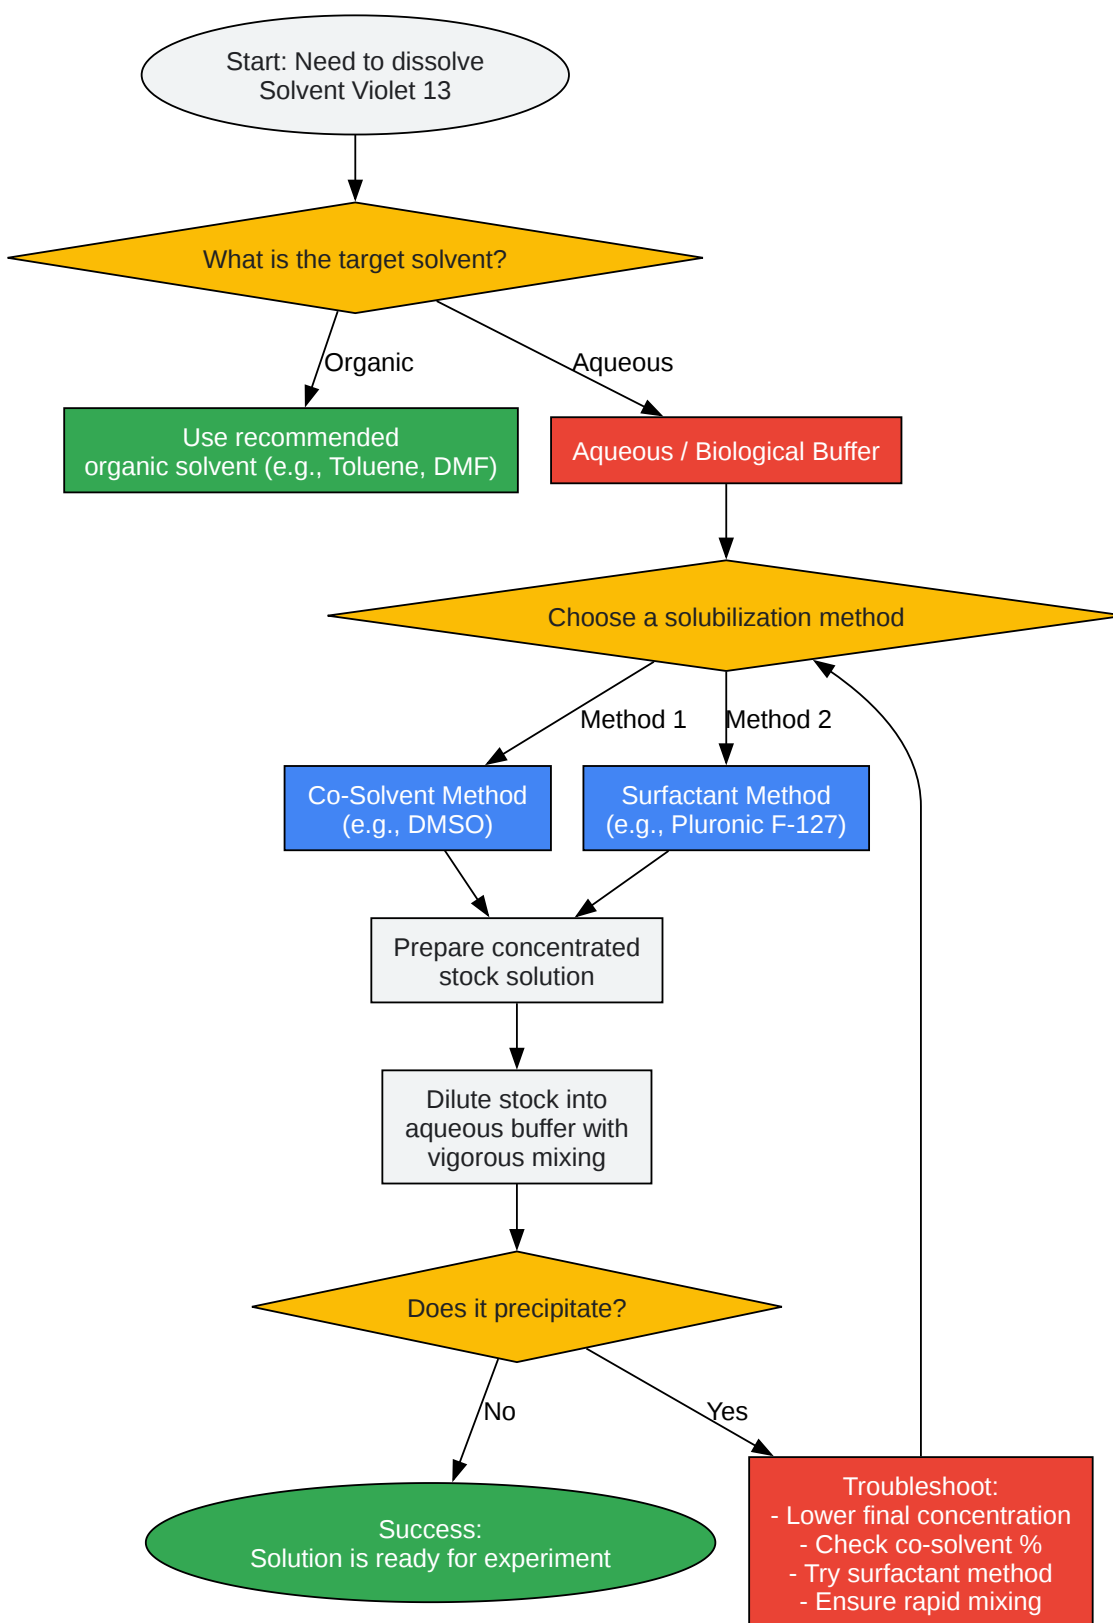 Start: Need to dissolve
Solvent Violet 13
What is the target solvent?
Organic
Aqueous
Use recommended
organic solvent (e.g., Toluene, DMF)
Aqueous / Biological Buffer
Choose a solubilization method
Method 1
Method 2
Co-Solvent Method
(e.g., DMSO)
Surfactant Method
(e.g., Pluronic F-127)
Prepare concentrated
stock solution
Dilute stock into
aqueous buffer with
vigorous mixing
Does it precipitate?
No
Yes
Success:
Solution is ready for experiment
Troubleshoot:
- Lower final concentration
- Check co-solvent %
- Try surfactant method
- Ensure rapid mixing